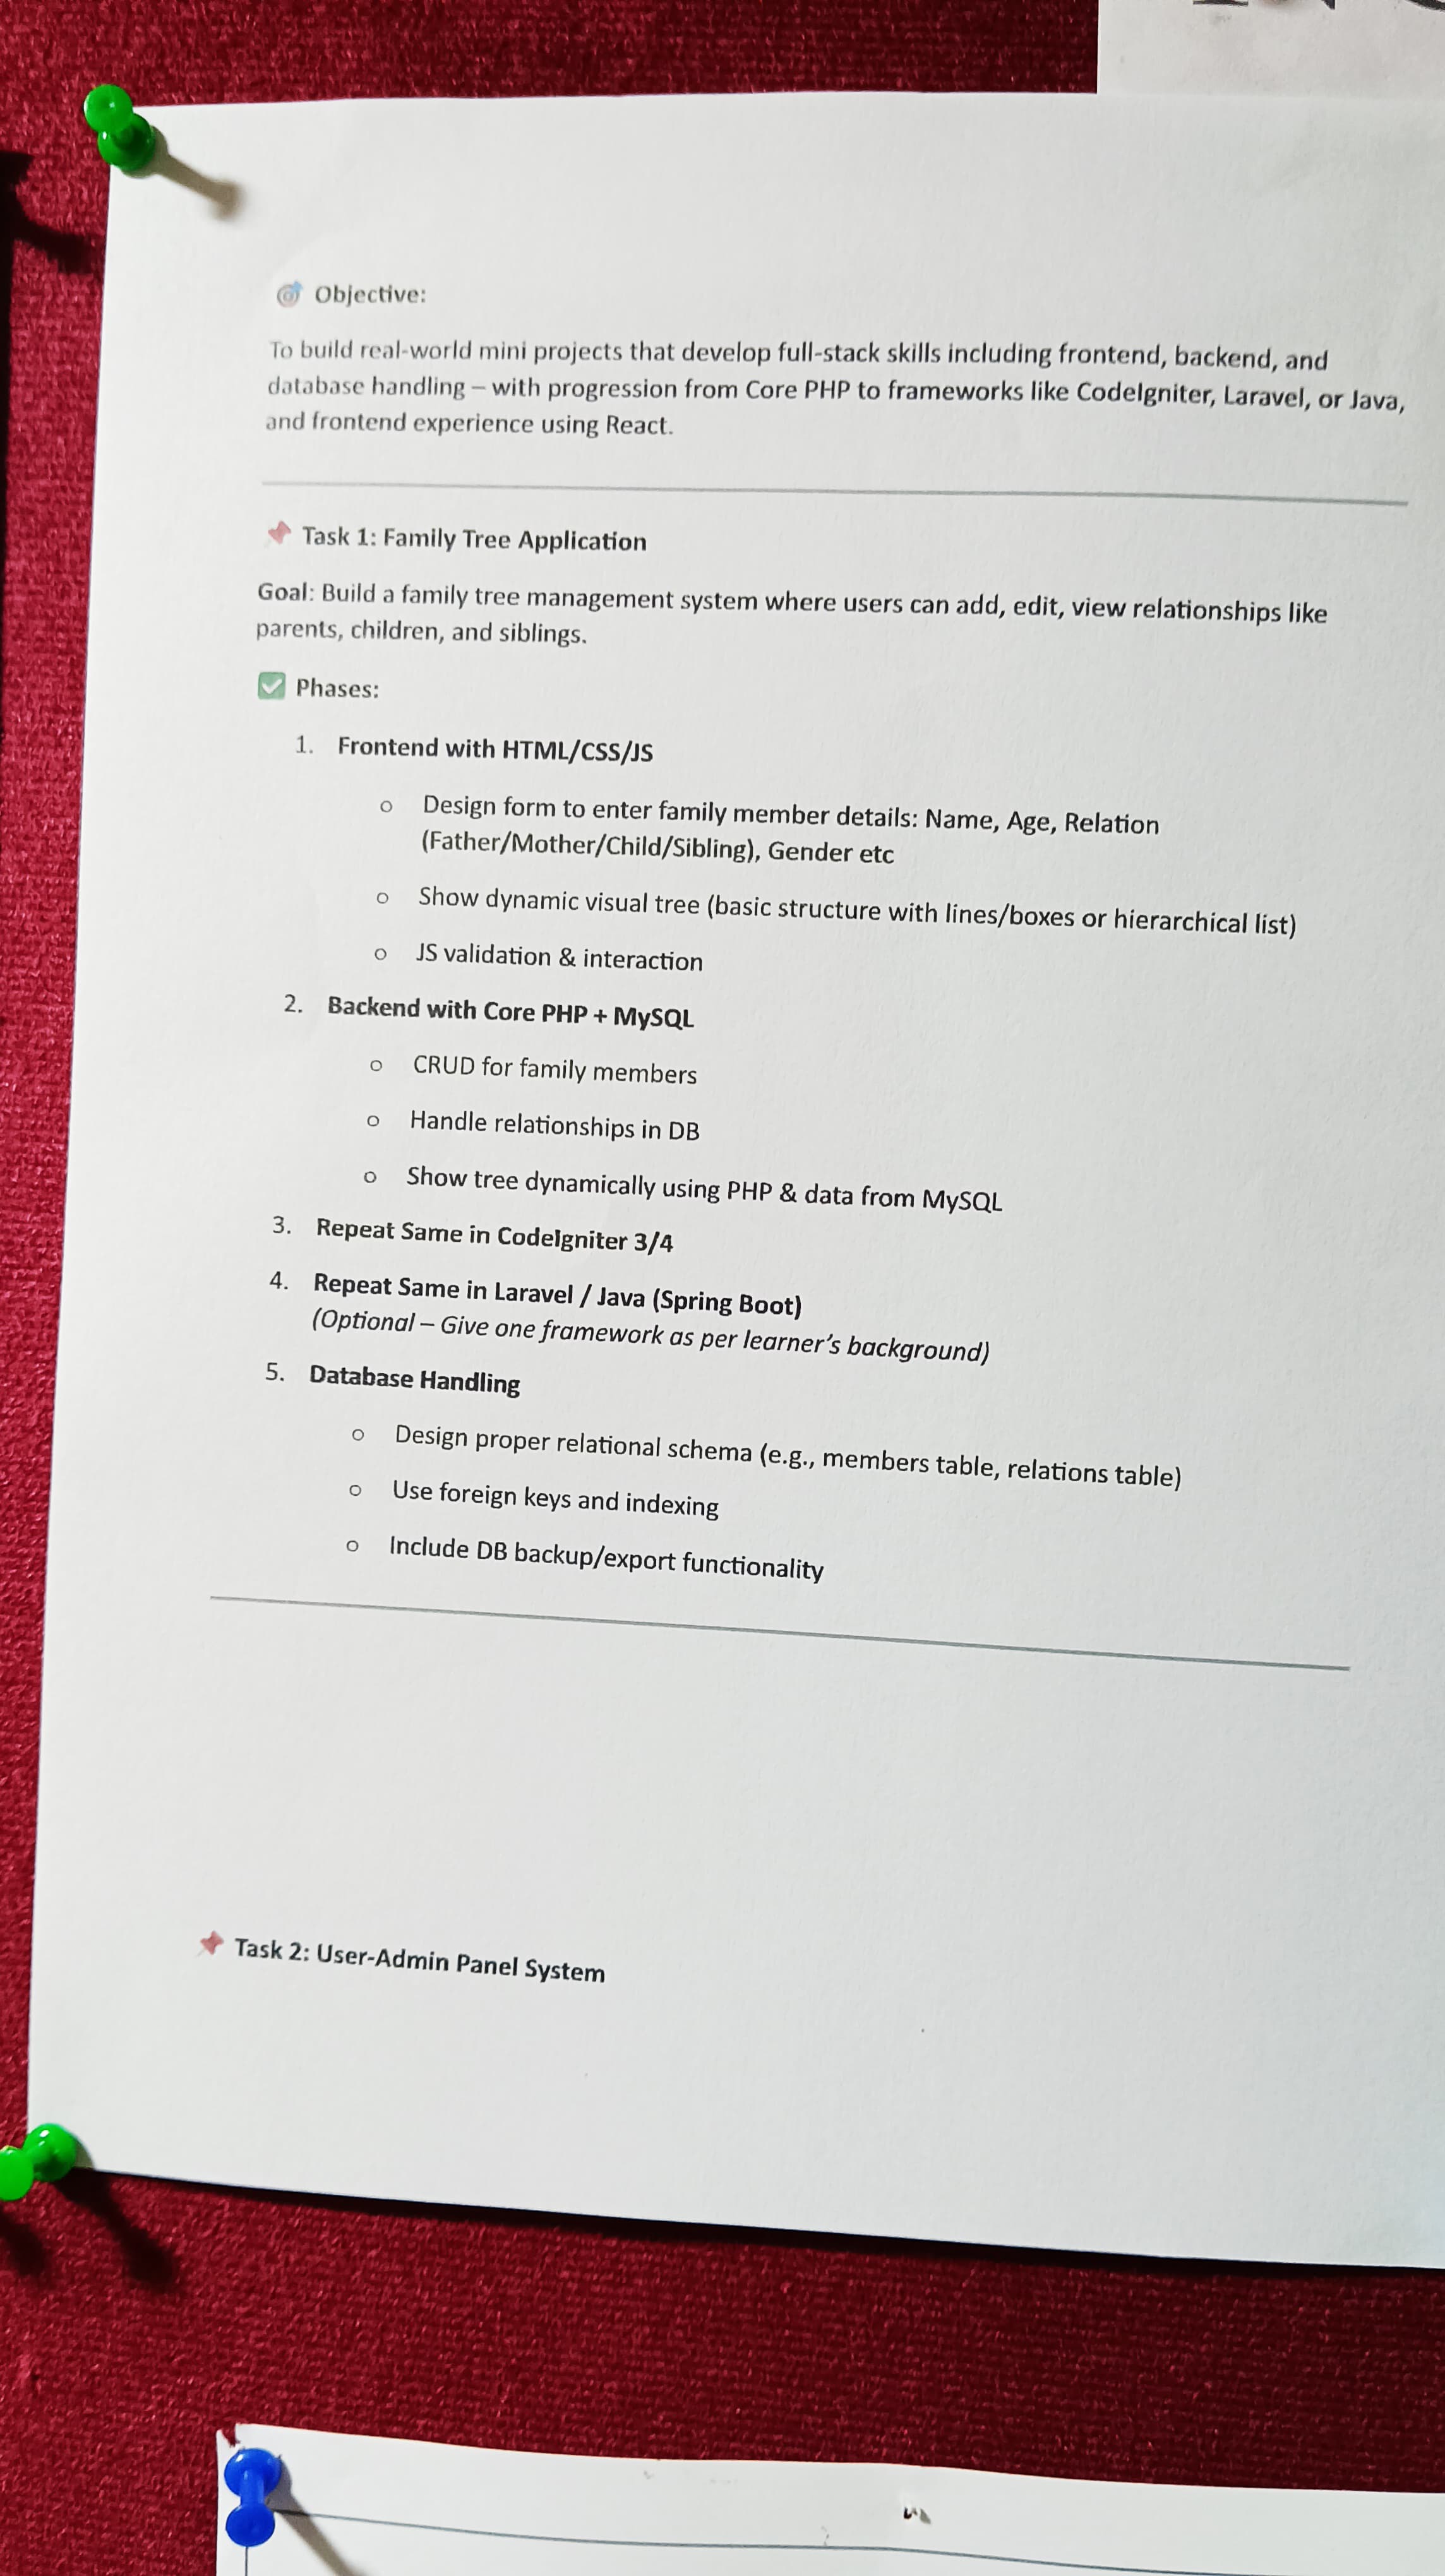 Objective:
To build real-world mini projects that develop full-stack skills including frontend, backend, and
database handling – with progression from Core PHP to frameworks like CodeIgniter, Laravel, or Java,
and frontend experience using React.
Task 1: Family Tree Application
Goal: Build a family tree management system where users can add, edit, view relationships like
parents, children, and siblings.
Phases:
1. Frontend with HTML/CSS/JS
o Design form to enter family member details: Name, Age, Relation
(Father/Mother/Child/Sibling), Gender etc
o Show dynamic visual tree (basic structure with lines/boxes or hierarchical list)
o JS validation & interaction
2. Backend with Core PHP + MySQL
o CRUD for family members
o Handle relationships in DB
o Show tree dynamically using PHP & data from MySQL
3. Repeat Same in CodeIgniter 3/4
4. Repeat Same in Laravel / Java (Spring Boot)
(Optional – Give one framework as per learner's background)
5. Database Handling
o Design proper relational schema (e.g., members table, relations table)
o Use foreign keys and indexing
o Include DB backup/export functionality
Task 2: User-Admin Panel System